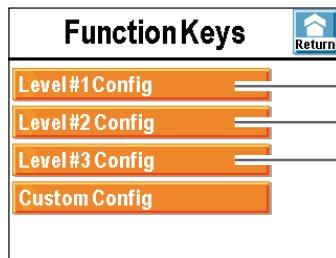 Function Keys
Return
Level #1 Config
Level #2 Config
Level #3 Config
Custom Config